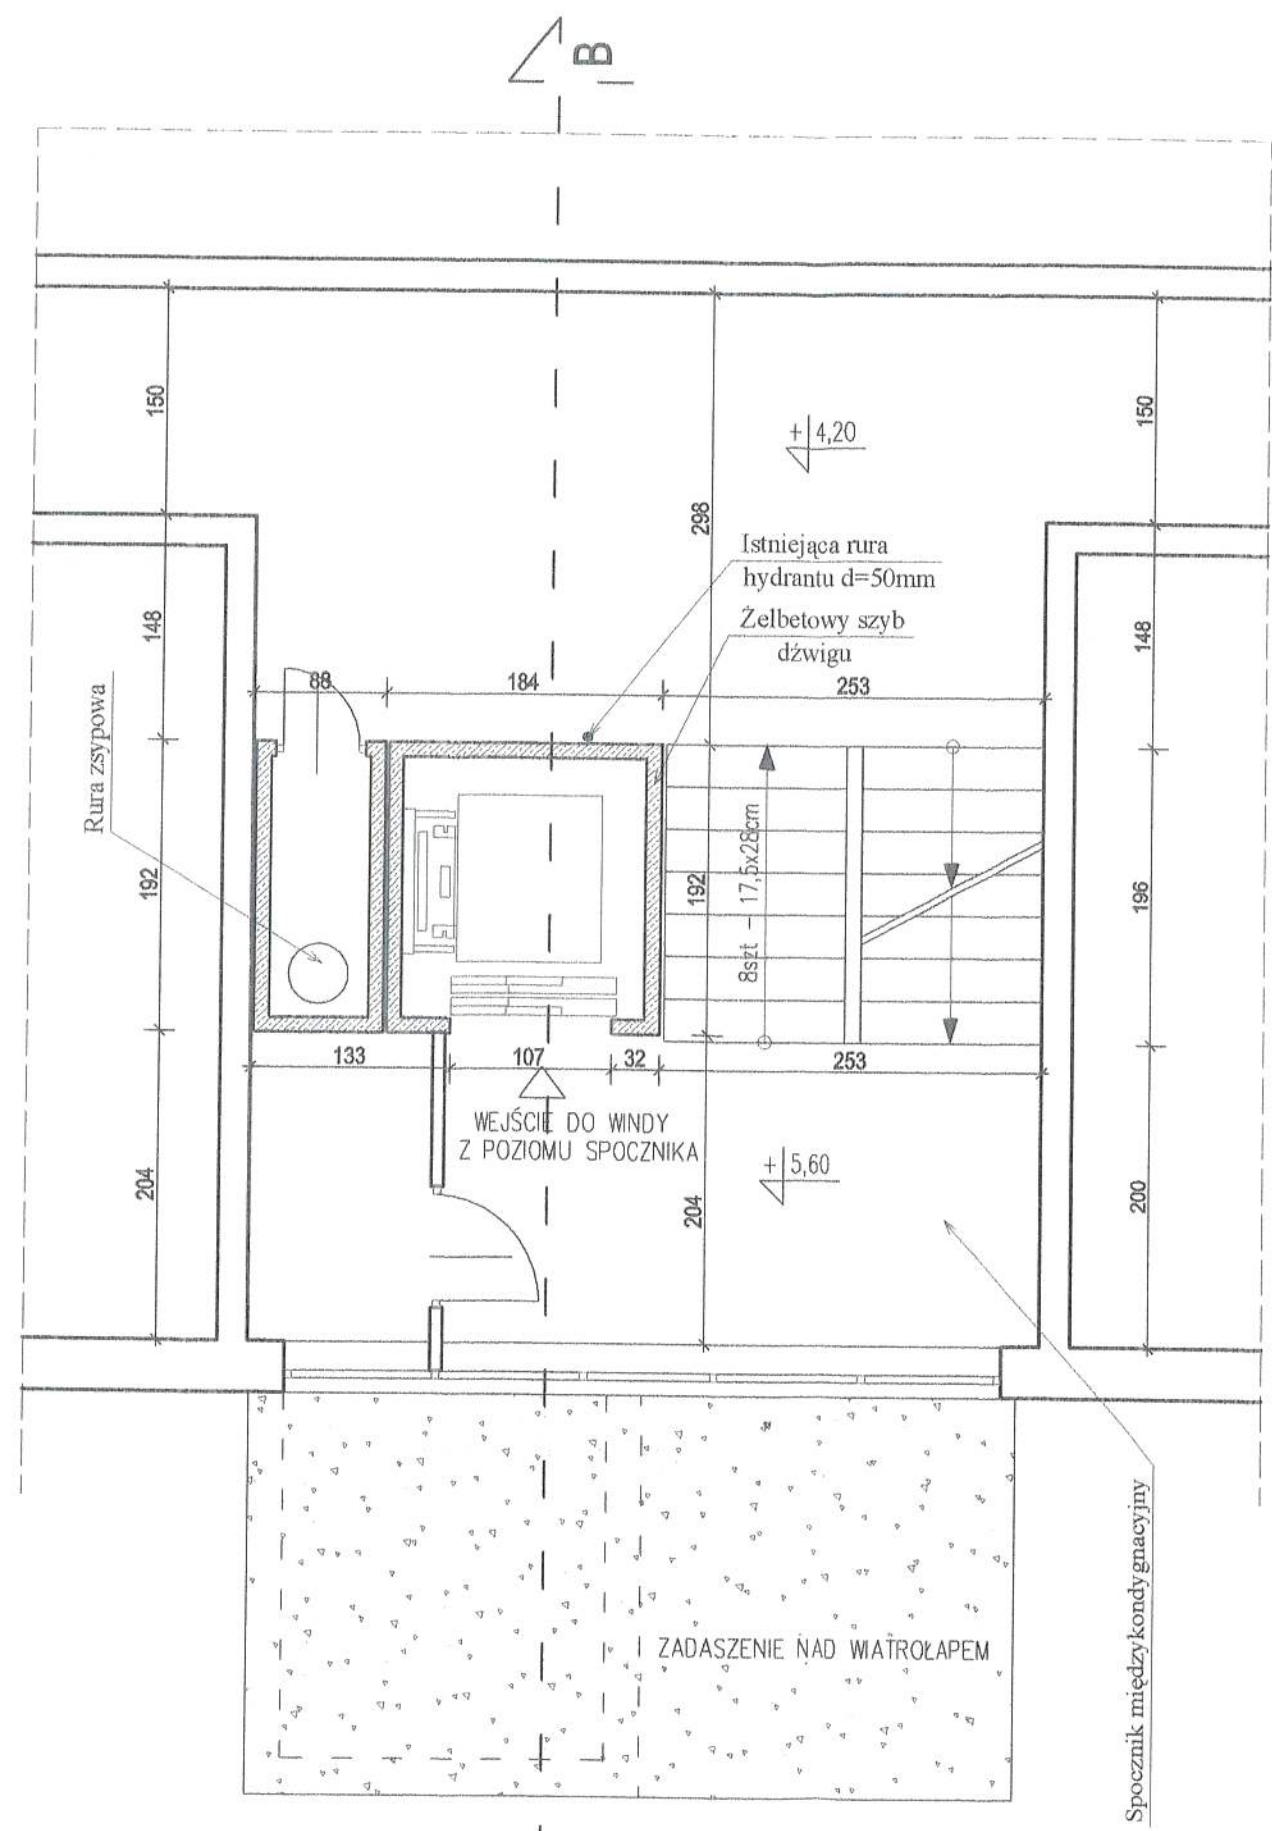 B
150
150
+ 4,20
298
Istniejąca rura
hydrantu d=50mm
148
148
Żelbetowy szyb
dźwigu
88
184
253
Rura zsypowa
192
192
8szt - 17,5x28cm
196
133
107
32
253
WEJŚCIE DO WINDY
Z POZIOMU SPOCZNIKA
+ 5,60
204
204
200
Spocznik międzykondygnacyjny
ZADASZENIE NAD WIATROŁAPEM